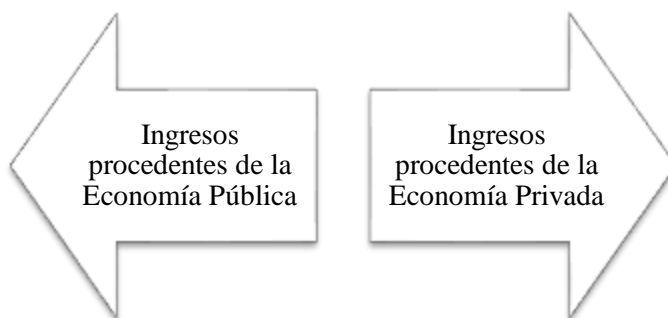 Ingresos
procedentes de la
Economía Pública
Ingresos
procedentes de la
Economía Privada